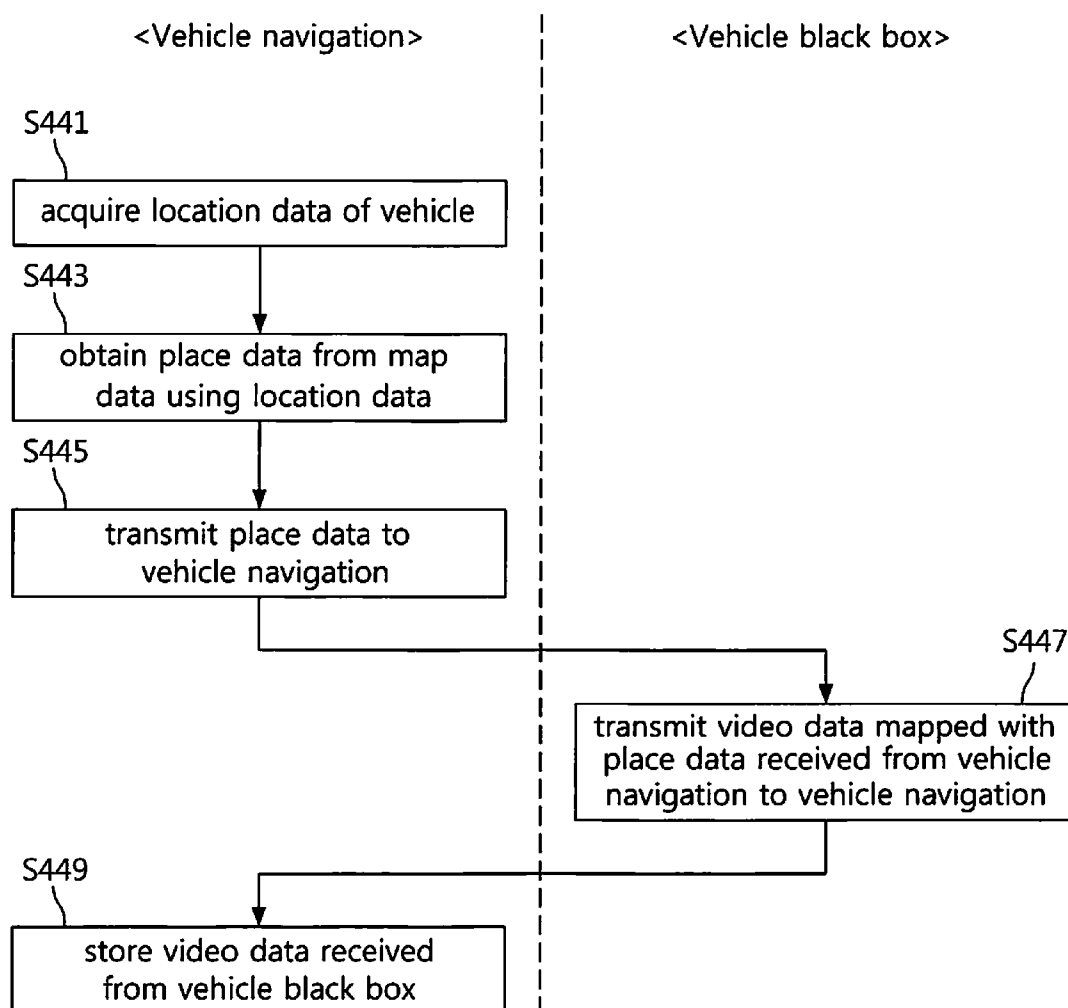 <Vehicle navigation>
<Vehicle black box>
S441
acquire location data of vehicle
S443
obtain place data from map
data using location data
S445
transmit place data to
vehicle navigation
S447
transmit video data mapped with
place data received from vehicle
navigation to vehicle navigation
S449
store video data received
from vehicle black box